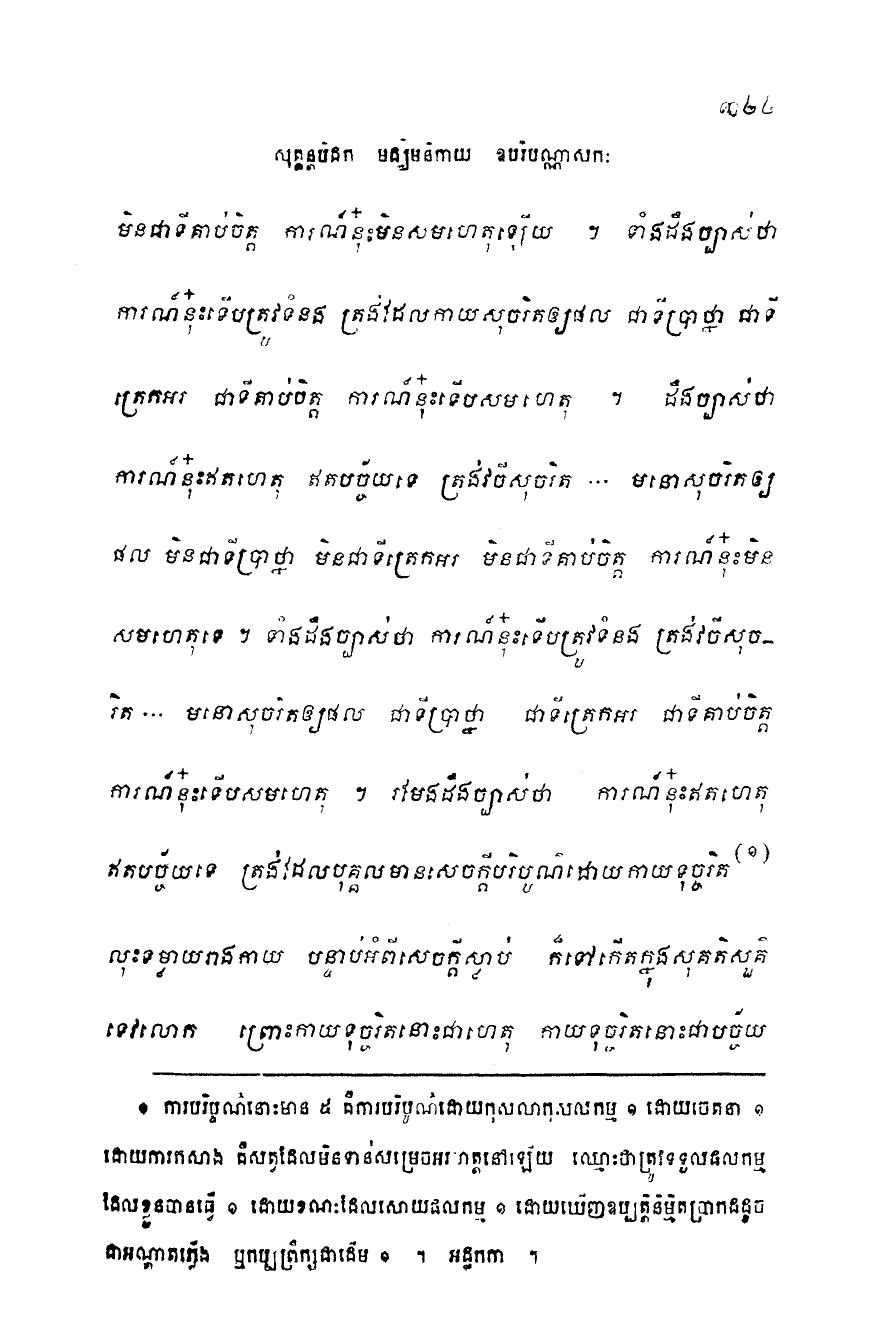 ១២៤
សុត្តន្តបិដក មជ្ឈិមនិកាយ ឧបរិបណ្ណាសកៈ
មិនជាទីគាប់ចិត្ត ការណ៍ន៎ុះមិនសមហេតុឡើយ ។ ទាំងដឹងច្បាស់ថា
ការណ៍ន៎ុះទើបត្រូវទំនង ត្រង់ដែលកាយសុចរិតឲ្យផល ជាទីប្រាថ្នា ជាទី
ត្រេកអរ ជាទីគាប់ចិត្ត ការណ៍ន៎ុះទើបសមហេតុ ។ ដឹងច្បាស់ថា
ការណ៍ន៎ុះឥតហេតុ ឥតបច្ច័យទេ ត្រង់វចីសុចរិត ... មនោសុចរិតឲ្យ
ផល មិនជាទីប្រាថ្នា មិនជាទីត្រេកអរ មិនជាទីគាប់ចិត្ត ការណ៍ន៎ុះមិន
សមហេតុទេ ។ ទាំងដឹងច្បាស់ថា ការណ៍ន៎ុះទើបត្រូវទំនង ត្រង់វចីសុច-
រិត ... មនោសុចរិតឲ្យផល ជាទីប្រាថ្នា ជាទីត្រេកអរ ជាទីគាប់ចិត្ត
ការណ៍ន៎ុះទើបសមហេតុ ។ រមែងដឹងច្បាស់ថា ការណ៍ន៎ុះឥតហេតុ
ឥតបច្ច័យទេ ត្រង់ដែលបុគ្គលមានសេចក្តីបរិបូណ៌ដោយកាយទុច្ចរិត(១)
លុះទម្លាយរាងកាយ បន្ទាប់អំពីសេចក្តីស្លាប់ ក៏ទៅកើតក្នុងសុគតិសួគ៌
ទេវលោក ព្រោះកាយទុច្ចរិតនោះជាហេតុ កាយទុច្ចរិតនោះជាបច្ច័យ
១ ការបរិបូណ៌នោះមាន ៥ គឺការបរិបូណ៌ដោយកុសលាកុសលកម្ម ១ ដោយចេតនា ១
ដោយការកសាង គឺសត្វដែលមិនទាន់សម្រេចអរហត្តនៅឡើយ ឈ្មោះថាត្រូវទទួលផលកម្ម
ដែលខ្លួនបានធ្វើ ១ ដោយខណៈដែលសោយផលកម្ម ១ ដោយឃើញឧប្បត្តិនិម្មិតប្រាកដដូច
ជាអណ្តាតភ្លើង ឬកប្បព្រឹក្សជាដើម ១ ។ អដ្ឋកថា ។